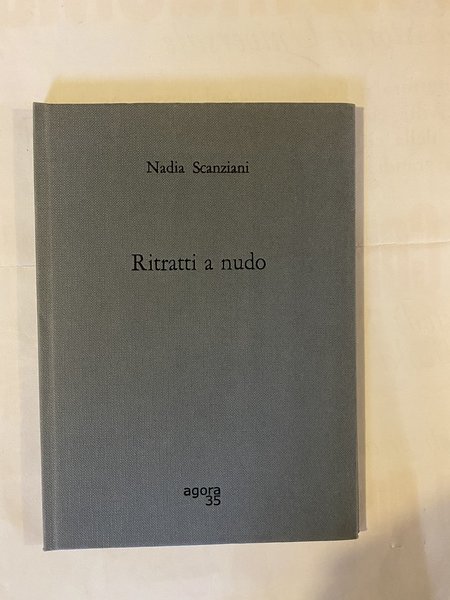 Nadia Scanziani
Ritratti a nudo
agora
35